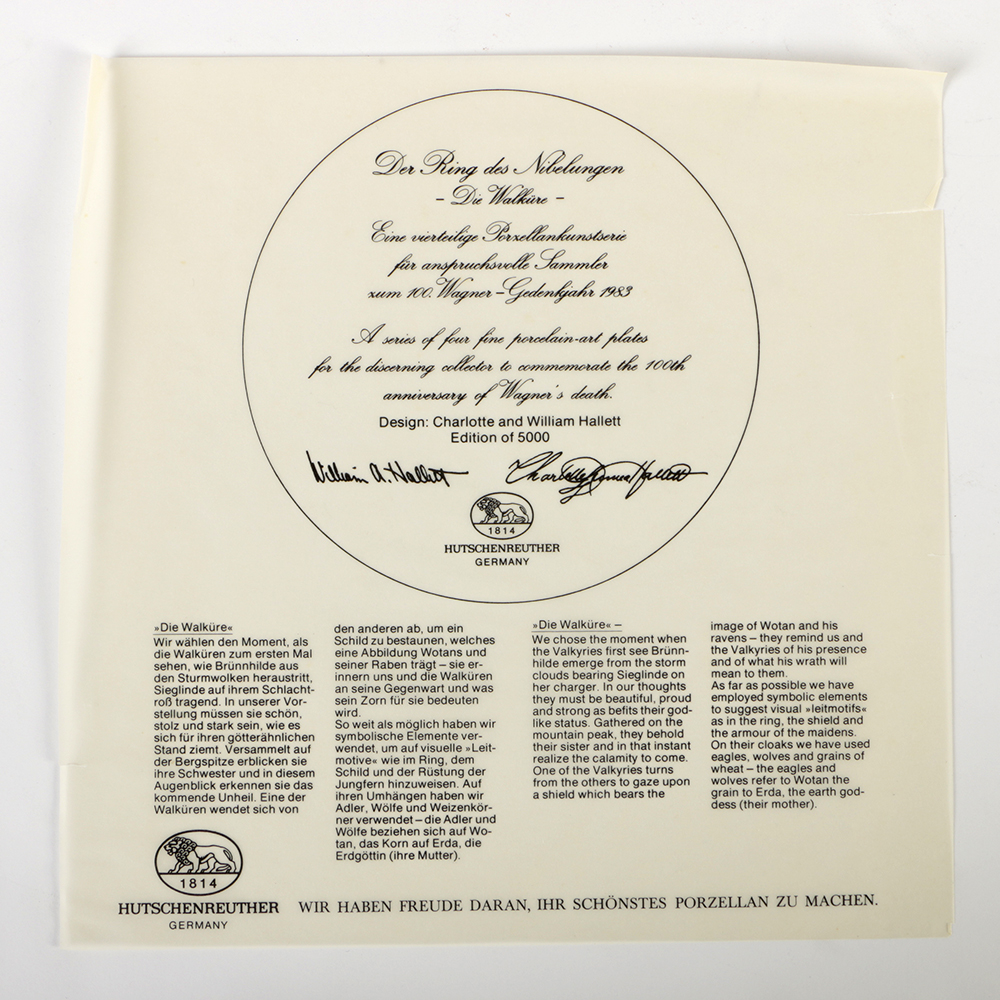 Der Ring des Nibelungen
– Die Walküre –
Eine vierteilige Porzellankunstserie
für anspruchsvolle Sammler
zum 100. Wagner – Gedenkjahr 1983
A series of four fine porcelain-art plates
for the discerning collector to commemorate the 100th
anniversary of Wagner's death.
Design: Charlotte and William Hallett
Edition of 5000
William A. Hallett
Charlotte Hallett
1814
HUTSCHENREUTHER
GERMANY
»Die Walküre«
Wir wählen den Moment, als
die Walküren zum ersten Mal
sehen, wie Brünnhilde aus
den Sturmwolken heraustritt,
Sieglinde auf ihrem Schlacht-
roß tragend. In unserer Vor-
stellung müssen sie schön,
stolz und stark sein, wie es
sich für ihren götterähnlichen
Stand ziemt. Versammelt auf
der Bergspitze erblicken sie
ihre Schwester und in diesem
Augenblick erkennen sie das
kommende Unheil. Eine der
Walküren wendet sich von
den anderen ab, um ein
Schild zu bestaunen, welches
eine Abbildung Wotans und
seiner Raben trägt – sie er-
innern uns und die Walküren
an seine Gegenwart und was
sein Zorn für sie bedeuten
wird.
So weit als möglich haben wir
symbolische Elemente ver-
wendet, um auf visuelle »Leit-
motive« wie im Ring, dem
Schild und der Rüstung der
Jungfern hinzuweisen. Auf
ihren Umhängen haben wir
Adler, Wölfe und Weizenkör-
ner verwendet – die Adler und
Wölfe beziehen sich auf Wo-
tan, das Korn auf Erda, die
Erdgöttin (ihre Mutter).
»Die Walküre« –
We chose the moment when
the Valkyries first see Brünn-
hilde emerge from the storm
clouds bearing Sieglinde on
her charger. In our thoughts
they must be beautiful, proud
and strong as befits their god-
like status. Gathered on the
mountain peak, they behold
their sister and in that instant
realize the calamity to come.
One of the Valkyries turns
from the others to gaze upon
a shield which bears the
image of Wotan and his
ravens – they remind us and
the Valkyries of his presence
and of what his wrath will
mean to them.
As far as possible we have
employed symbolic elements
to suggest visual »leitmotifs«
as in the ring, the shield and
the armour of the maidens.
On their cloaks we have used
eagles, wolves and grains of
wheat – the eagles and
wolves refer to Wotan the
grain to Erda, the earth god-
dess (their mother).
1814
HUTSCHENREUTHER
GERMANY
WIR HABEN FREUDE DARAN, IHR SCHÖNSTES PORZELLAN ZU MACHEN.